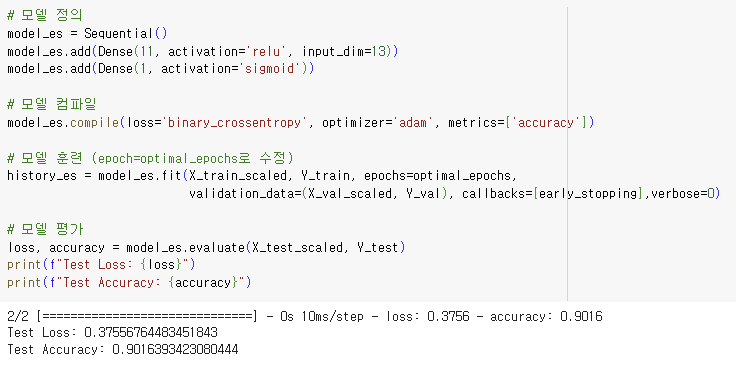 # 모델 정의
model_es = Sequential()
model_es.add(Dense(11, activation='relu', input_dim=13))
model_es.add(Dense(1, activation='sigmoid'))
# 모델 컴파일
model_es.compile(loss='binary_crossentropy', optimizer='adam', metrics=['accuracy'])
# 모델 훈련 (epoch=optimal_epochs로 수정)
history_es = model_es.fit(X_train_scaled, Y_train, epochs=optimal_epochs,
validation_data=(X_val_scaled, Y_val), callbacks=[early_stopping],verbose=0)
# 모델 평가
loss, accuracy = model_es.evaluate(X_test_scaled, Y_test)
print(f"Test Loss: {loss}")
print(f"Test Accuracy: {accuracy}")
2/2 [==============================] - 0s 10ms/step - loss: 0.3756 - accuracy: 0.9016
Test Loss: 0.37556764483451843
Test Accuracy: 0.9016393423080444